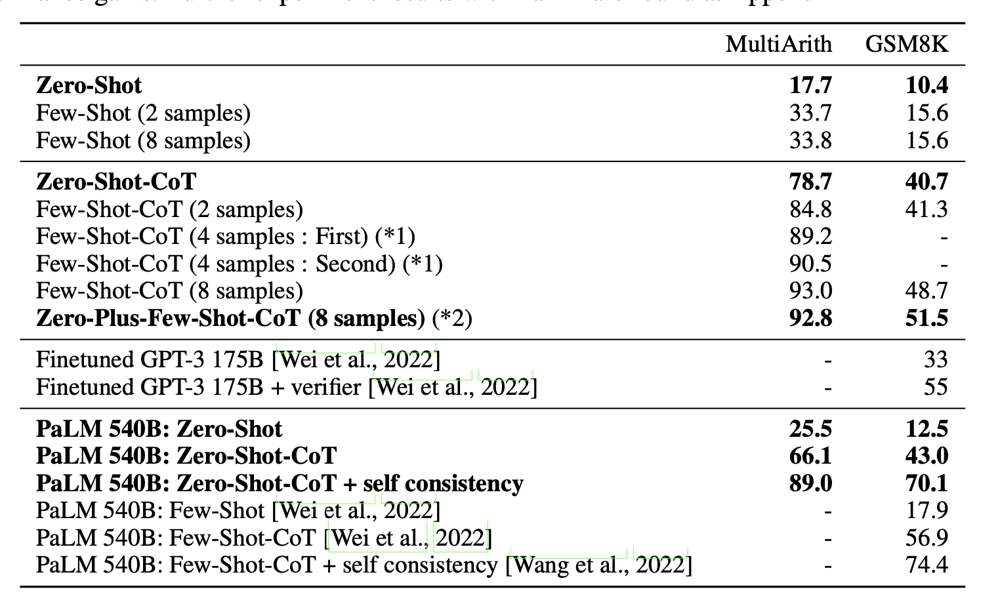 MultiArith GSM8K
Zero-Shot 17.7 10.4
Few-Shot (2 samples) 33.7 15.6
Few-Shot (8 samples) 33.8 15.6
Zero-Shot-CoT 78.7 40.7
Few-Shot-CoT (2 samples) 84.8 41.3
Few-Shot-CoT (4 samples : First) (*1) 89.2 -
Few-Shot-CoT (4 samples : Second) (*1) 90.5 -
Few-Shot-CoT (8 samples) 93.0 48.7
Zero-Plus-Few-Shot-CoT (8 samples) (*2) 92.8 51.5
Finetuned GPT-3 175B [Wei et al., 2022] - 33
Finetuned GPT-3 175B + verifier [Wei et al., 2022] - 55
PaLM 540B: Zero-Shot 25.5 12.5
PaLM 540B: Zero-Shot-CoT 66.1 43.0
PaLM 540B: Zero-Shot-CoT + self consistency 89.0 70.1
PaLM 540B: Few-Shot [Wei et al., 2022] - 17.9
PaLM 540B: Few-Shot-CoT [Wei et al., 2022] - 56.9
PaLM 540B: Few-Shot-CoT + self consistency [Wang et al., 2022] - 74.4